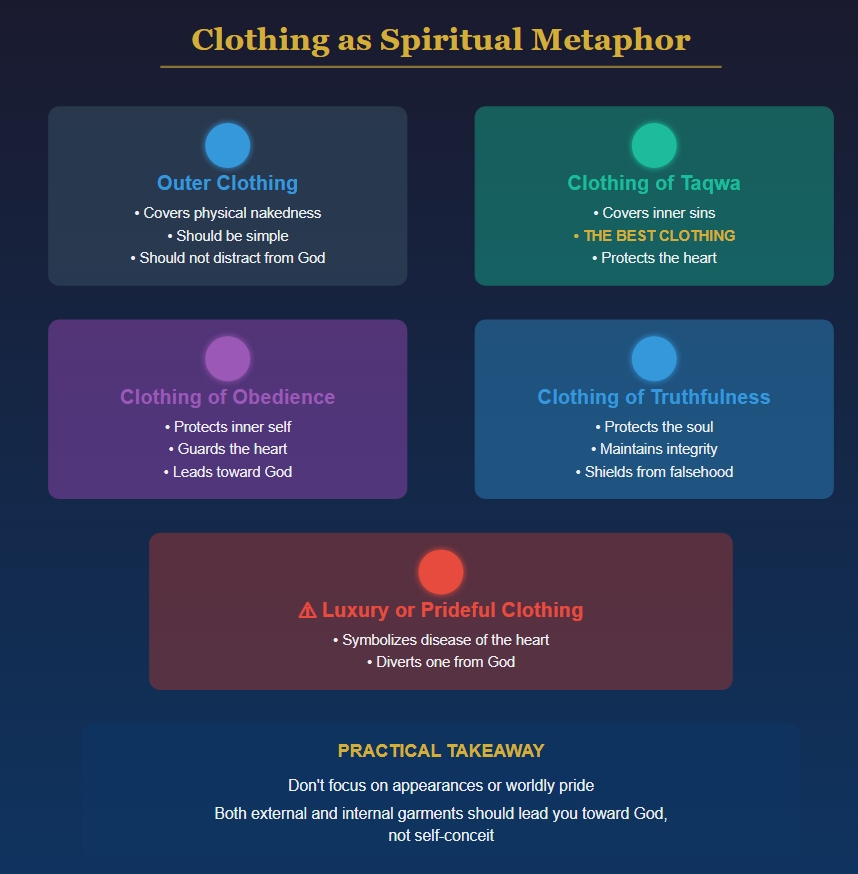 Clothing as Spiritual Metaphor
Outer Clothing
• Covers physical nakedness
• Should be simple
• Should not distract from God
Clothing of Taqwa
• Covers inner sins
• THE BEST CLOTHING
• Protects the heart
Clothing of Obedience
• Protects inner self
• Guards the heart
• Leads toward God
Clothing of Truthfulness
• Protects the soul
• Maintains integrity
• Shields from falsehood
⚠ Luxury or Prideful Clothing
• Symbolizes disease of the heart
• Diverts one from God
PRACTICAL TAKEAWAY
Don't focus on appearances or worldly pride
Both external and internal garments should lead you toward God,
not self-conceit